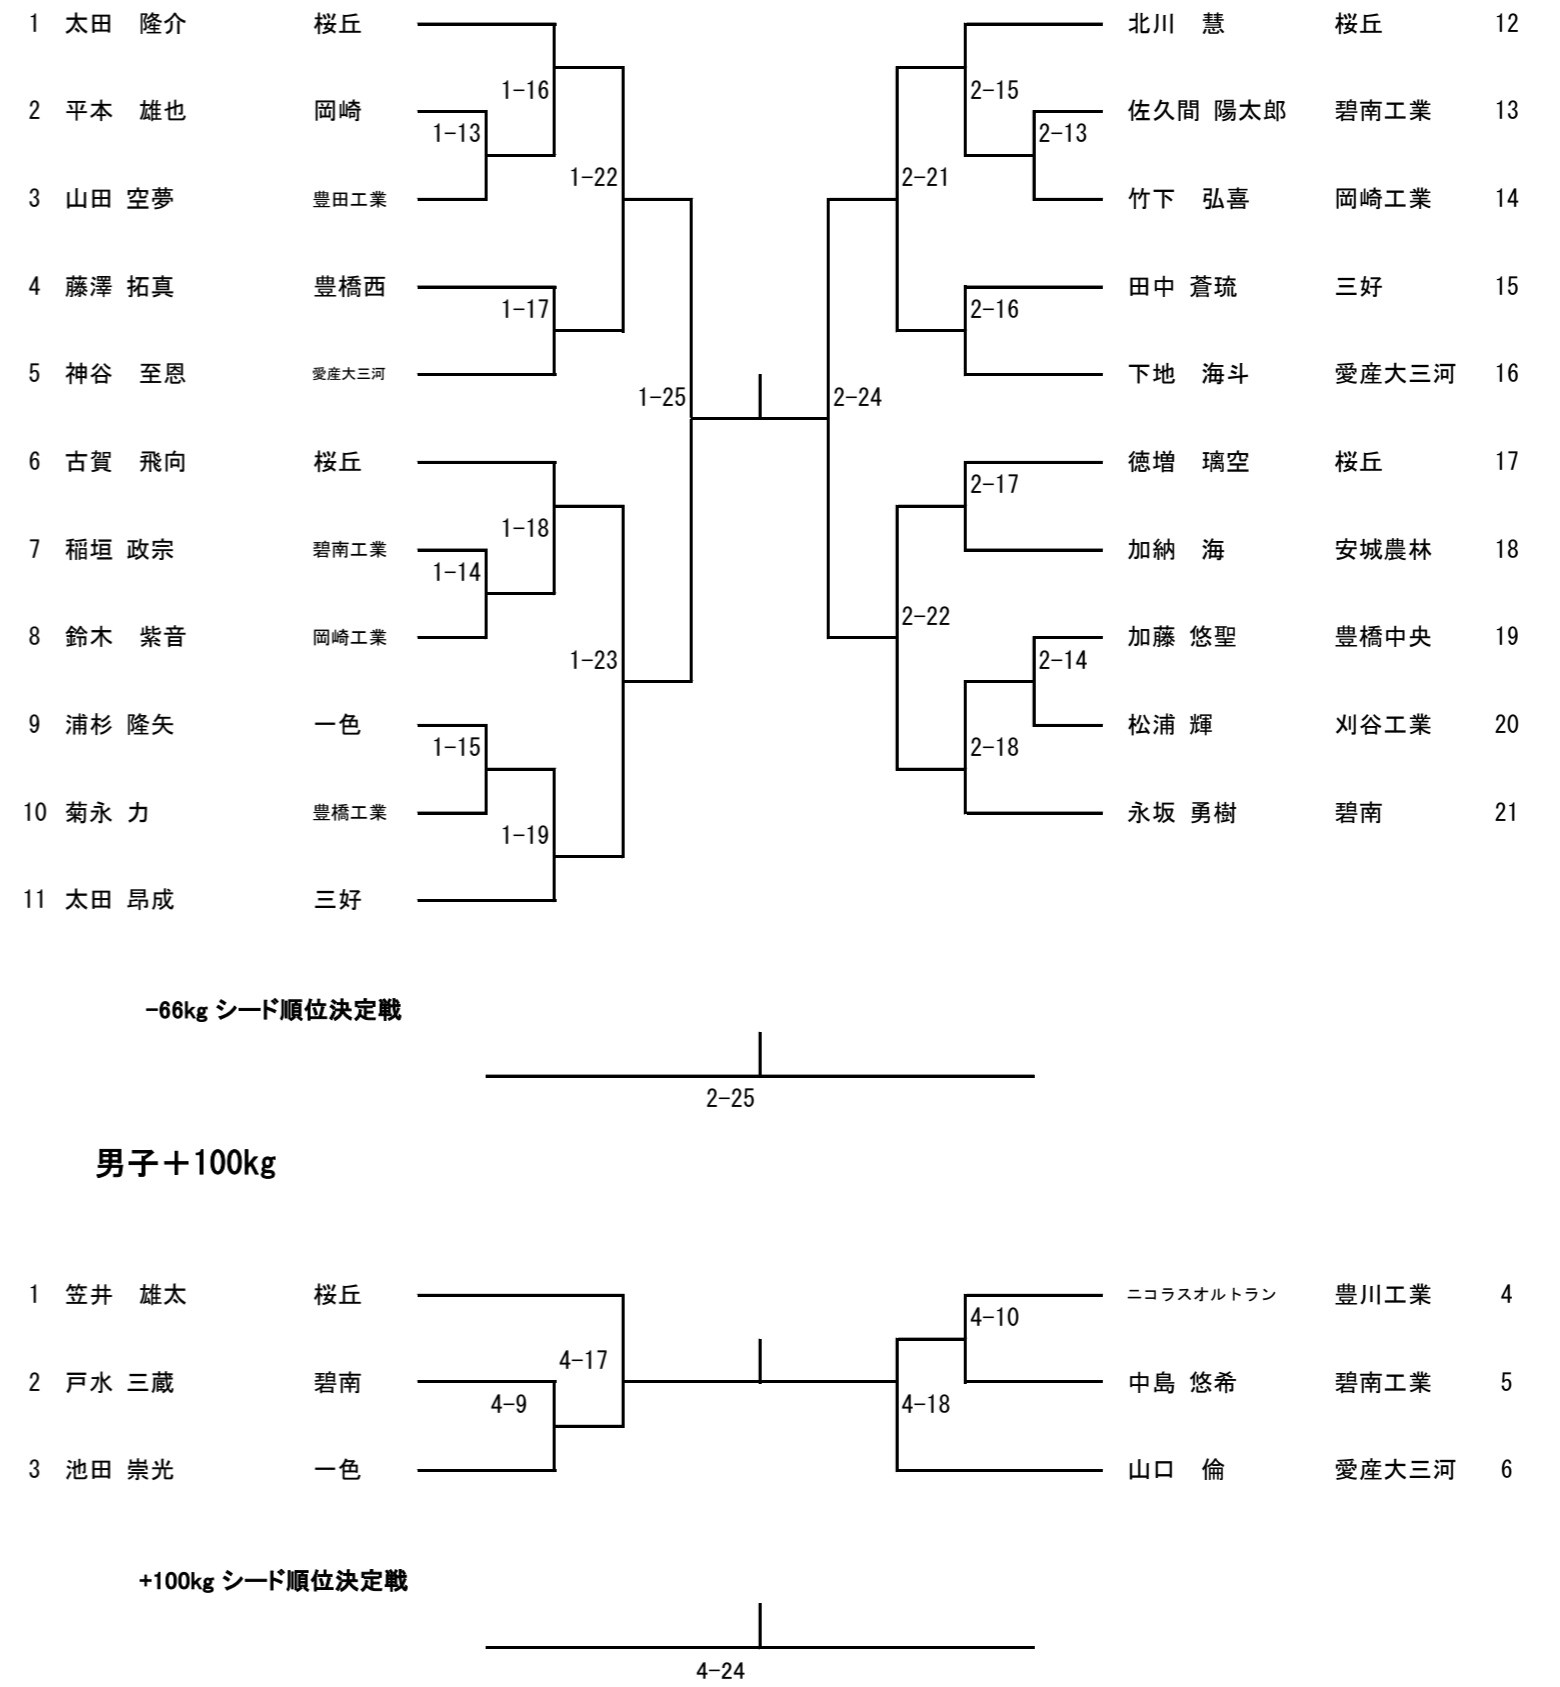 1 太田 隆介 桜丘 北川 慧 桜丘 12
1-16 2-15
2 平本 雄也 岡崎 佐久間 陽太郎 碧南工業 13
1-13 2-13
1-22 2-21
3 山田 空夢 豊田工業 竹下 弘喜 岡崎工業 14
4 藤澤 拓真 豊橋西 田中 蒼琉 三好 15
1-17 2-16
5 神谷 至恩 愛産大三河 下地 海斗 愛産大三河 16
1-25 2-24
6 古賀 飛向 桜丘 徳増 璃空 桜丘 17
2-17
1-18
7 稲垣 政宗 碧南工業 加納 海 安城農林 18
1-14
2-22
8 鈴木 紫音 岡崎工業 加藤 悠聖 豊橋中央 19
1-23 2-14
9 浦杉 隆矢 一色 松浦 輝 刈谷工業 20
1-15 2-18
10 菊永 力 豊橋工業 永坂 勇樹 碧南 21
1-19
11 太田 昂成 三好
-66kg シード順位決定戦
2-25
男子＋100kg
1 笠井 雄太 桜丘 ニコラスオルトラン 豊川工業 4
4-10
4-17
2 戸水 三蔵 碧南 中島 悠希 碧南工業 5
4-9 4-18
3 池田 崇光 一色 山口 倫 愛産大三河 6
+100kg シード順位決定戦
4-24